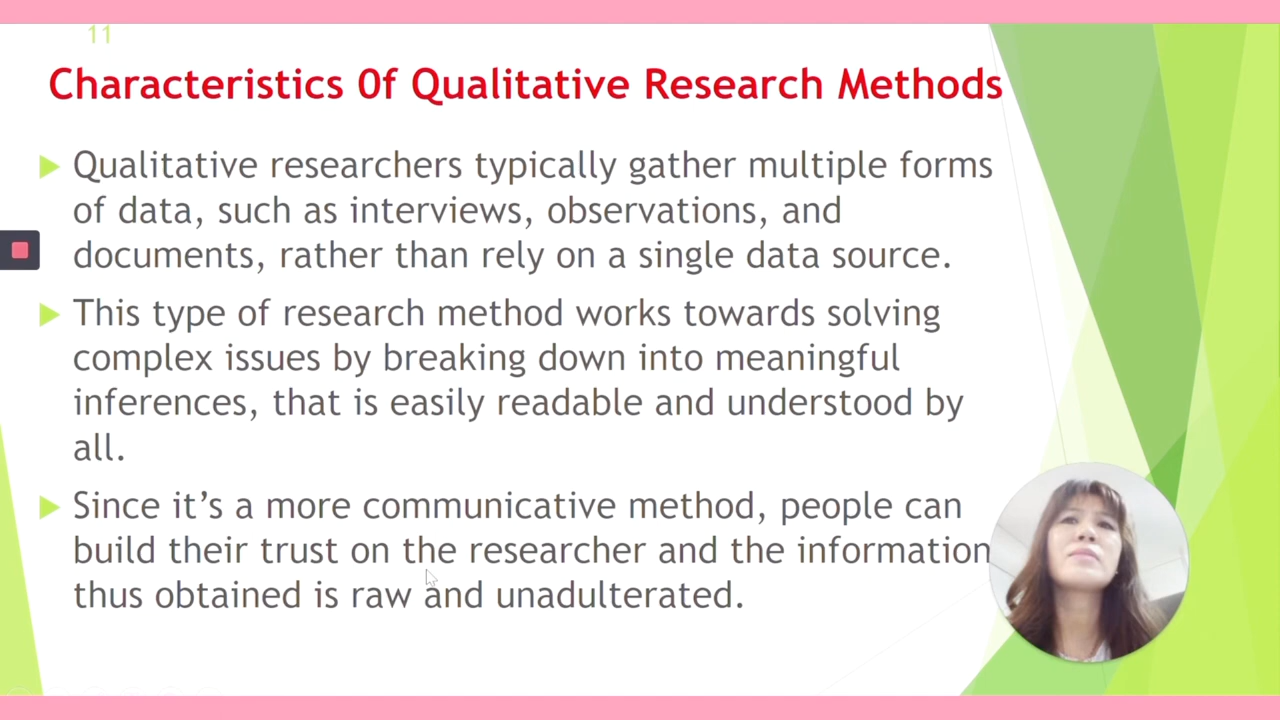 11
Characteristics 0f Qualitative Research Methods
Qualitative researchers typically gather multiple forms
of data, such as interviews, observations, and
documents, rather than rely on a single data source.
This type of research method works towards solving
complex issues by breaking down into meaningful
inferences, that is easily readable and understood by
all.
Since it’s a more communicative method, people can
build their trust on the researcher and the information
thus obtained is raw and unadulterated.